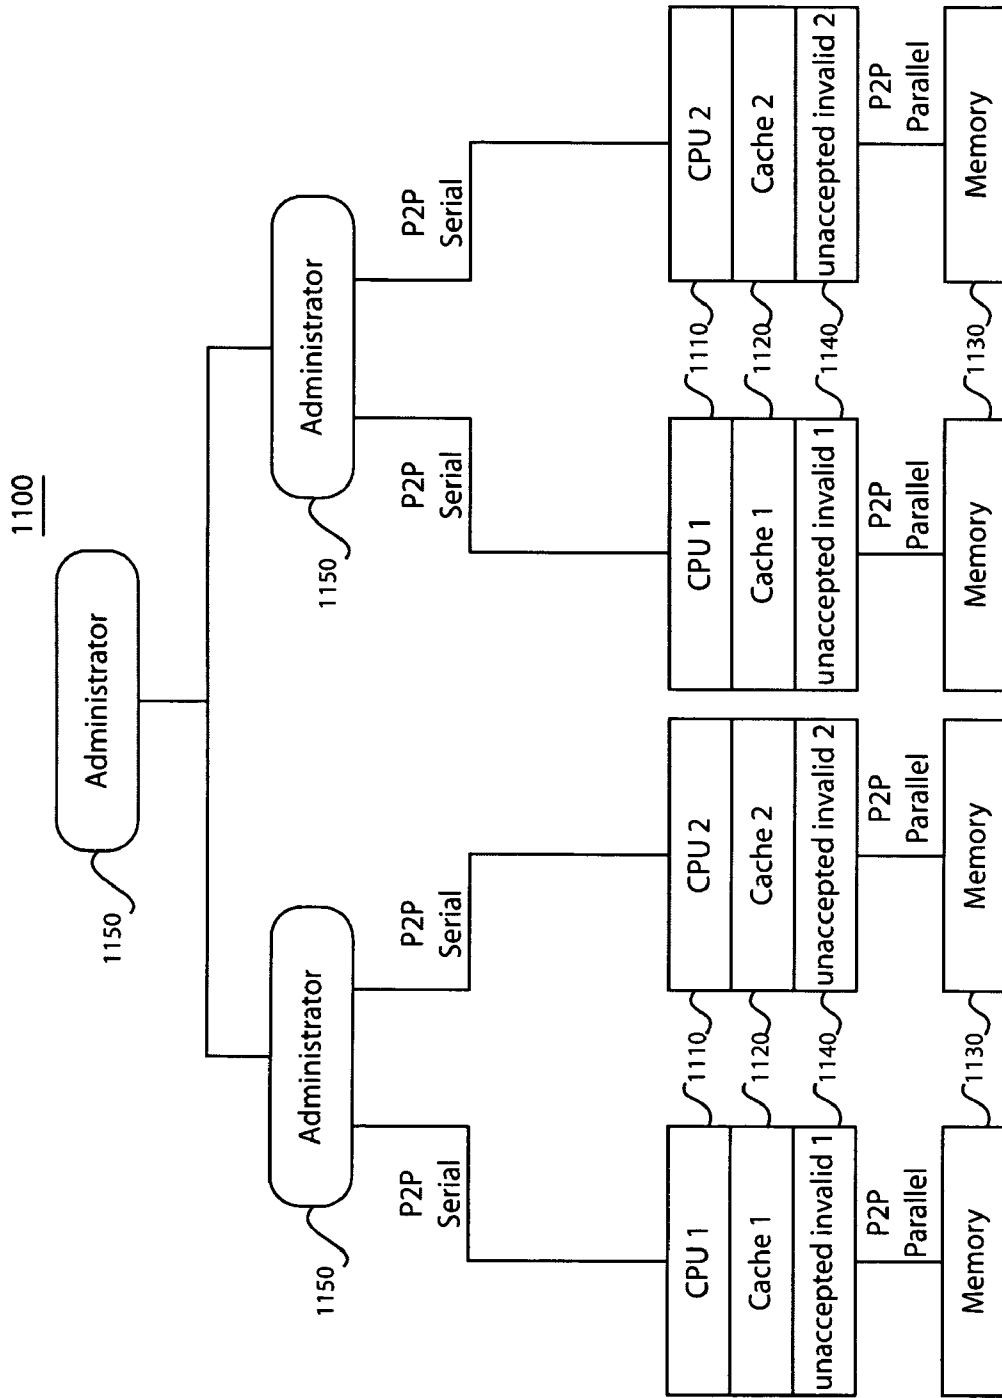 1100
Administrator
1150
Administrator
1150
Administrator
1150
P2P
Serial
P2P
Serial
P2P
Serial
P2P
Serial
CPU 1
1110
CPU 2
CPU 1
1110
CPU 2
Cache 1
1120
Cache 2
Cache 1
1120
Cache 2
unaccepted invalid 1
1140
unaccepted invalid 2
unaccepted invalid 1
1140
unaccepted invalid 2
P2P
Parallel
P2P
Parallel
P2P
Parallel
P2P
Parallel
Memory
1130
Memory
Memory
1130
Memory